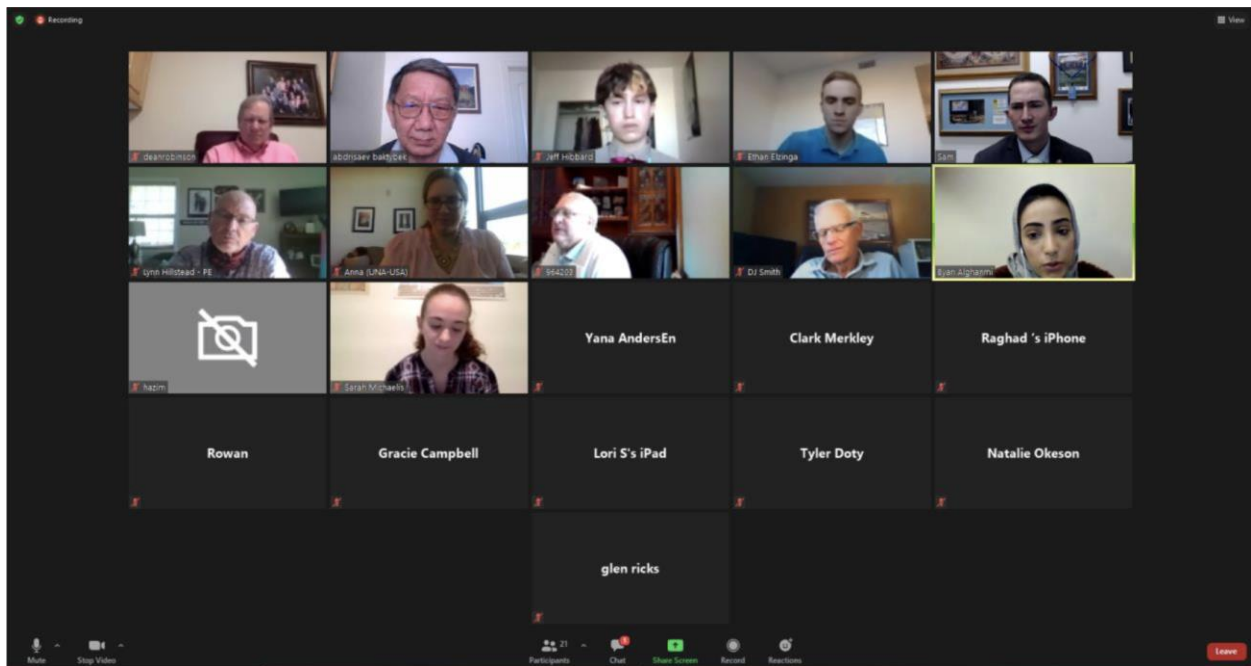 Recording
View
deanrobinson
abdrisaev baktybek
Jeff Hibbard
Ethan Elzinga
Sam
Lynn Hillstead - PE
Anna (UNA-USA)
964203
DJ Smith
Byan Alghanmi
hazim
Sarah Michaelis
Yana AndersEn
Clark Merkley
Raghad 's iPhone
Rowan
Gracie Campbell
Lori S's iPad
Tyler Doty
Natalie Okeson
glen ricks
Mute
Stop Video
21
Participants
1
Chat
Share Screen
Record
Reactions
Leave